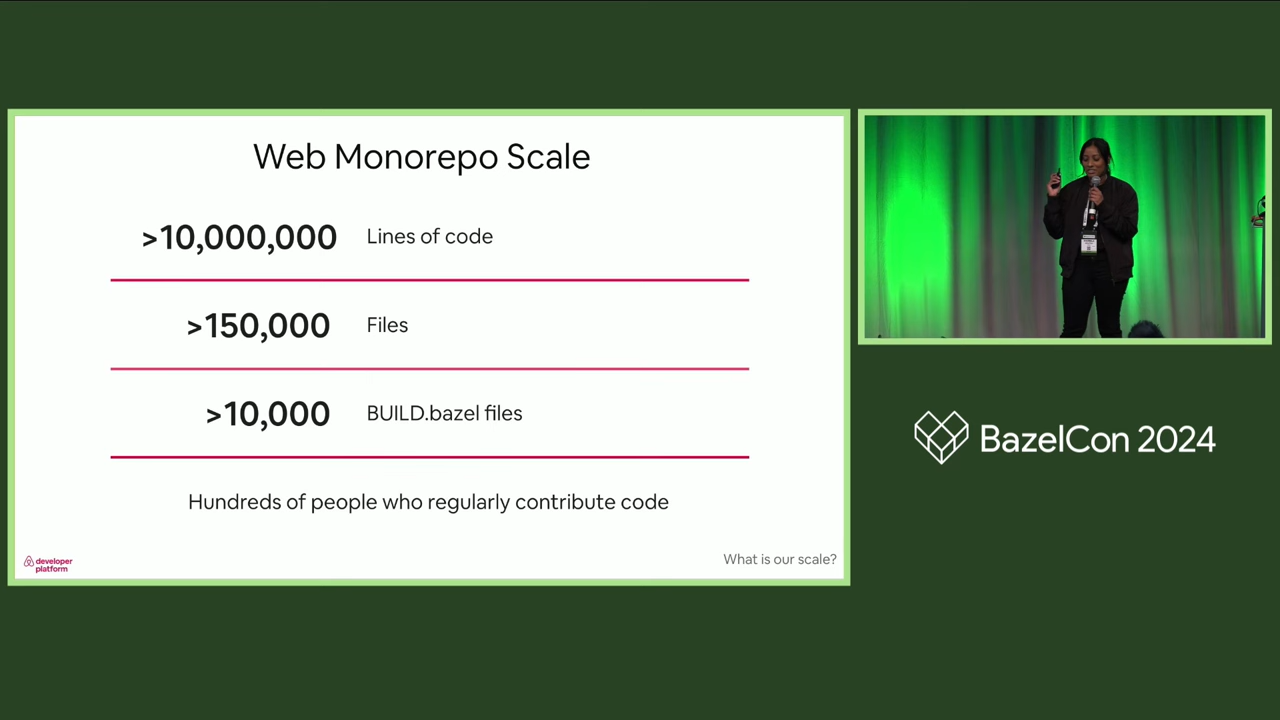 Web Monorepo Scale
>10,000,000 Lines of code
>150,000 Files
>10,000 BUILD.bazel files
Hundreds of people who regularly contribute code
developer
platform
What is our scale?
BazelCon 2024